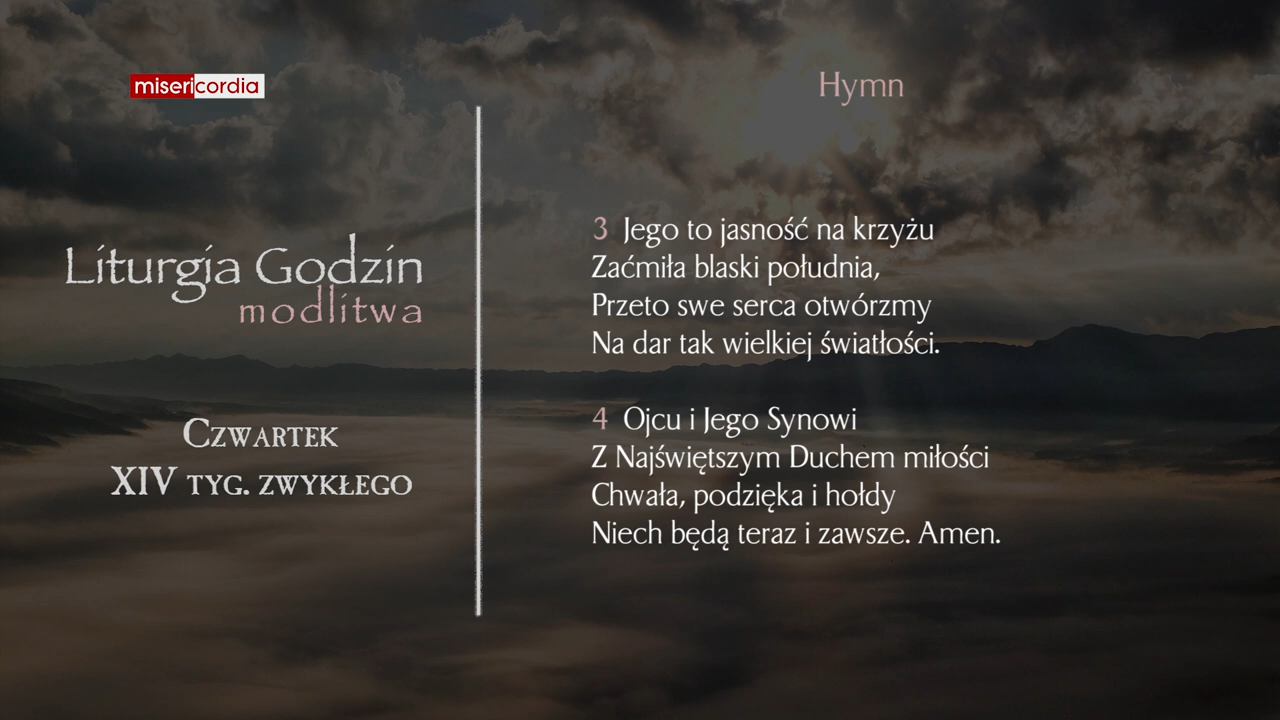 misericordia
Liturgia Godzin
modlitwa
Czwartek
XIV tyg. zwykłego
Hymn
3 Jego to jasność na krzyżu
Zaćmiła blaski południa,
Przeto swe serca otwórzmy
Na dar tak wielkiej światłości.
4 Ojcu i Jego Synowi
Z Najświętszym Duchem miłości
Chwała, podzięka i hołdy
Niech będą teraz i zawsze. Amen.